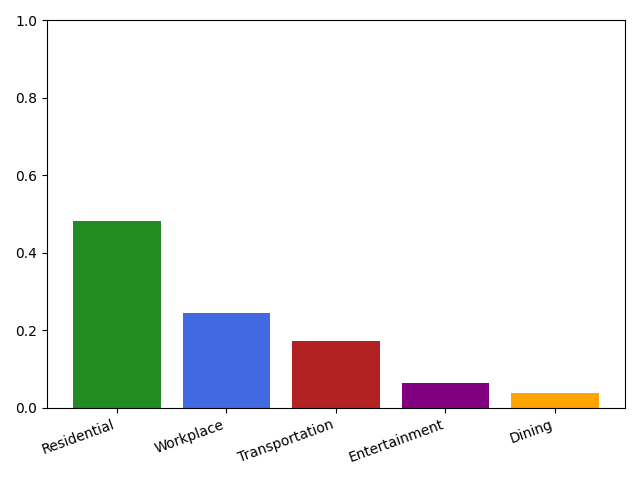 1.0
0.8
0.6
0.4
0.2
0.0
Residential
Workplace
Transportation
Entertainment
Dining